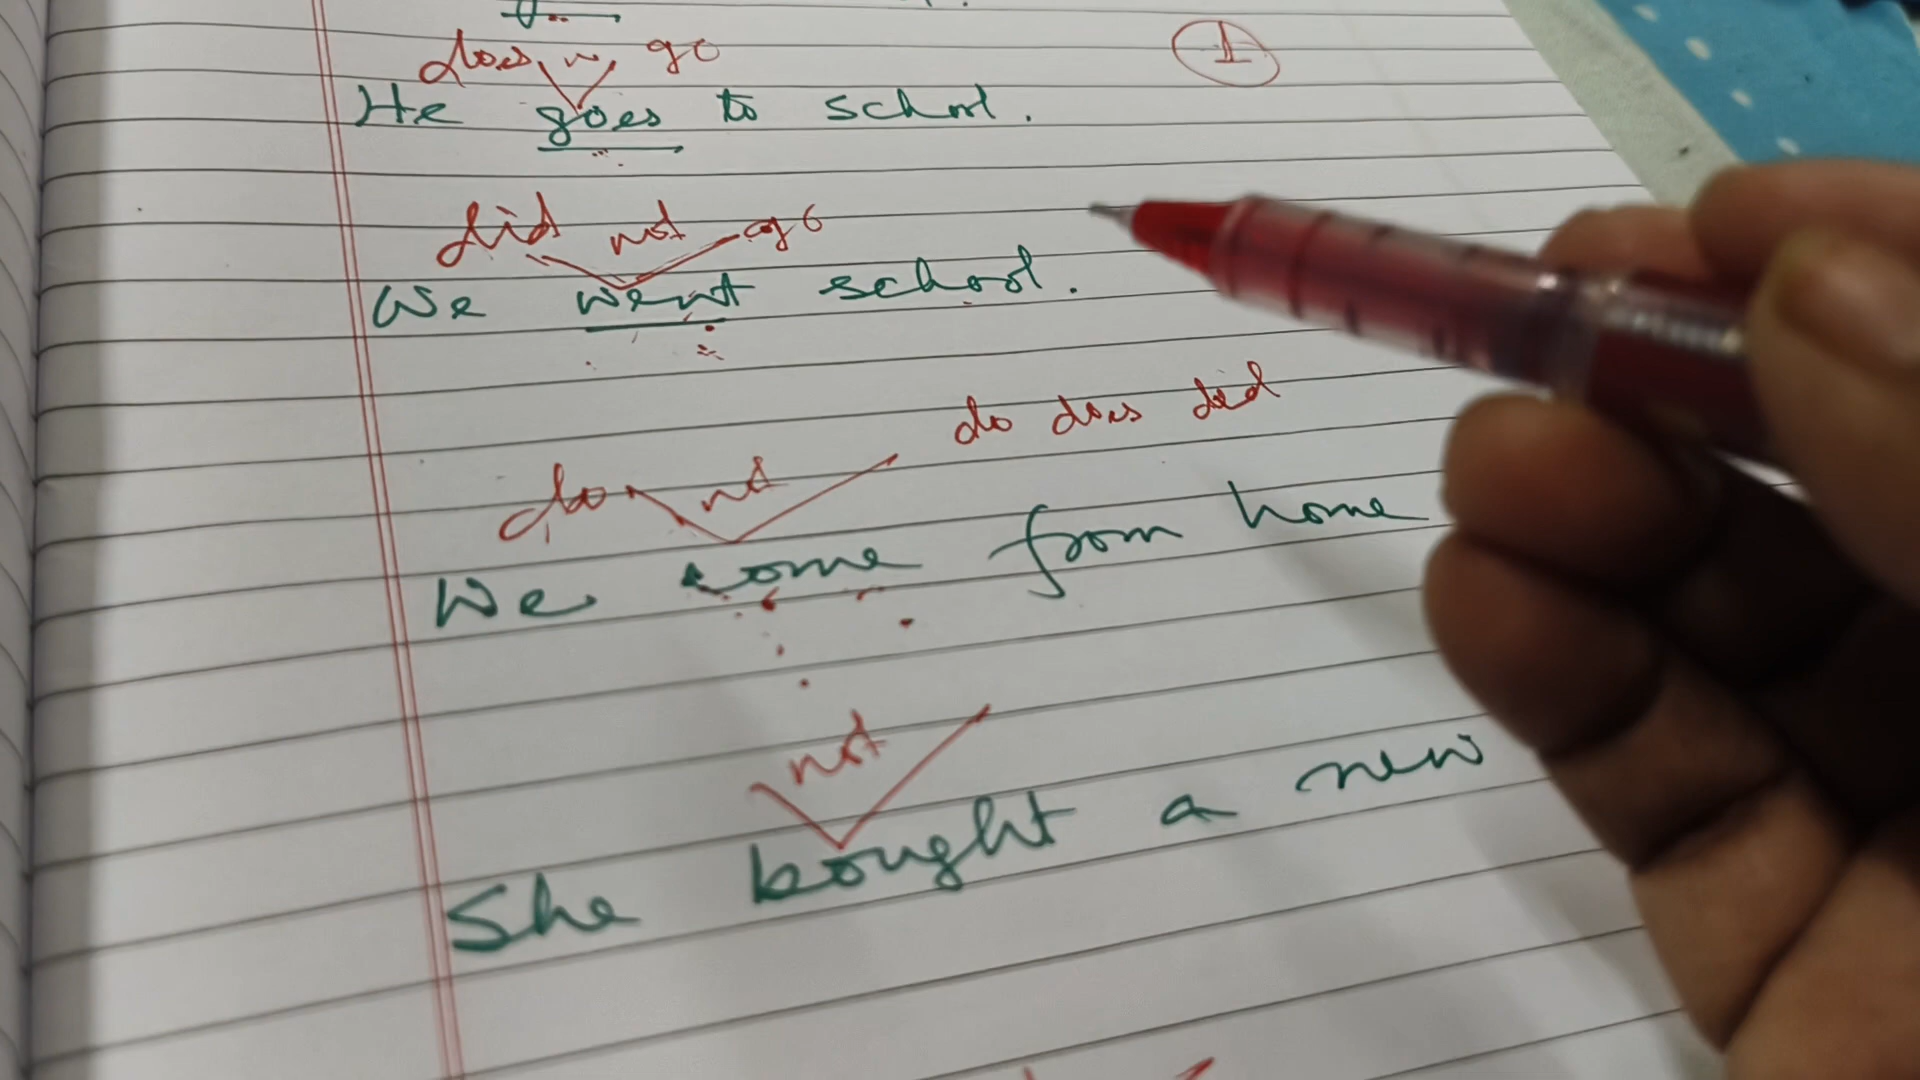 does n go
1
He goes to school.
did not go
We went school.
do does did
do not
We come from home
not
She bought a new